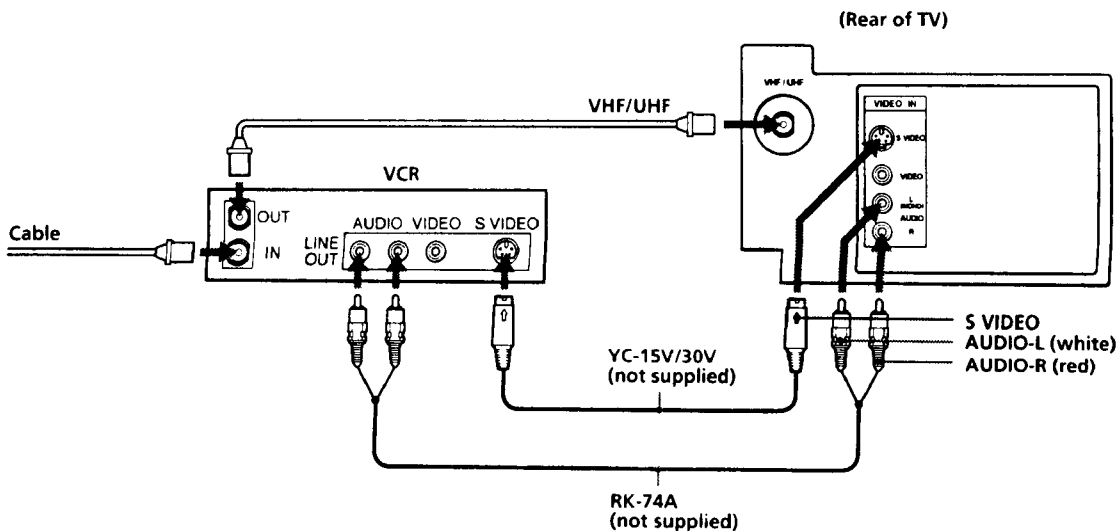 (Rear of TV)
VHF / UHF
VHF/UHF
VIDEO IN
S VIDEO
VIDEO
L
(MONO)
AUDIO
R
VCR
OUT
IN
AUDIO VIDEO S VIDEO
LINE
OUT
Cable
S VIDEO
AUDIO-L (white)
AUDIO-R (red)
YC-15V/30V
(not supplied)
RK-74A
(not supplied)